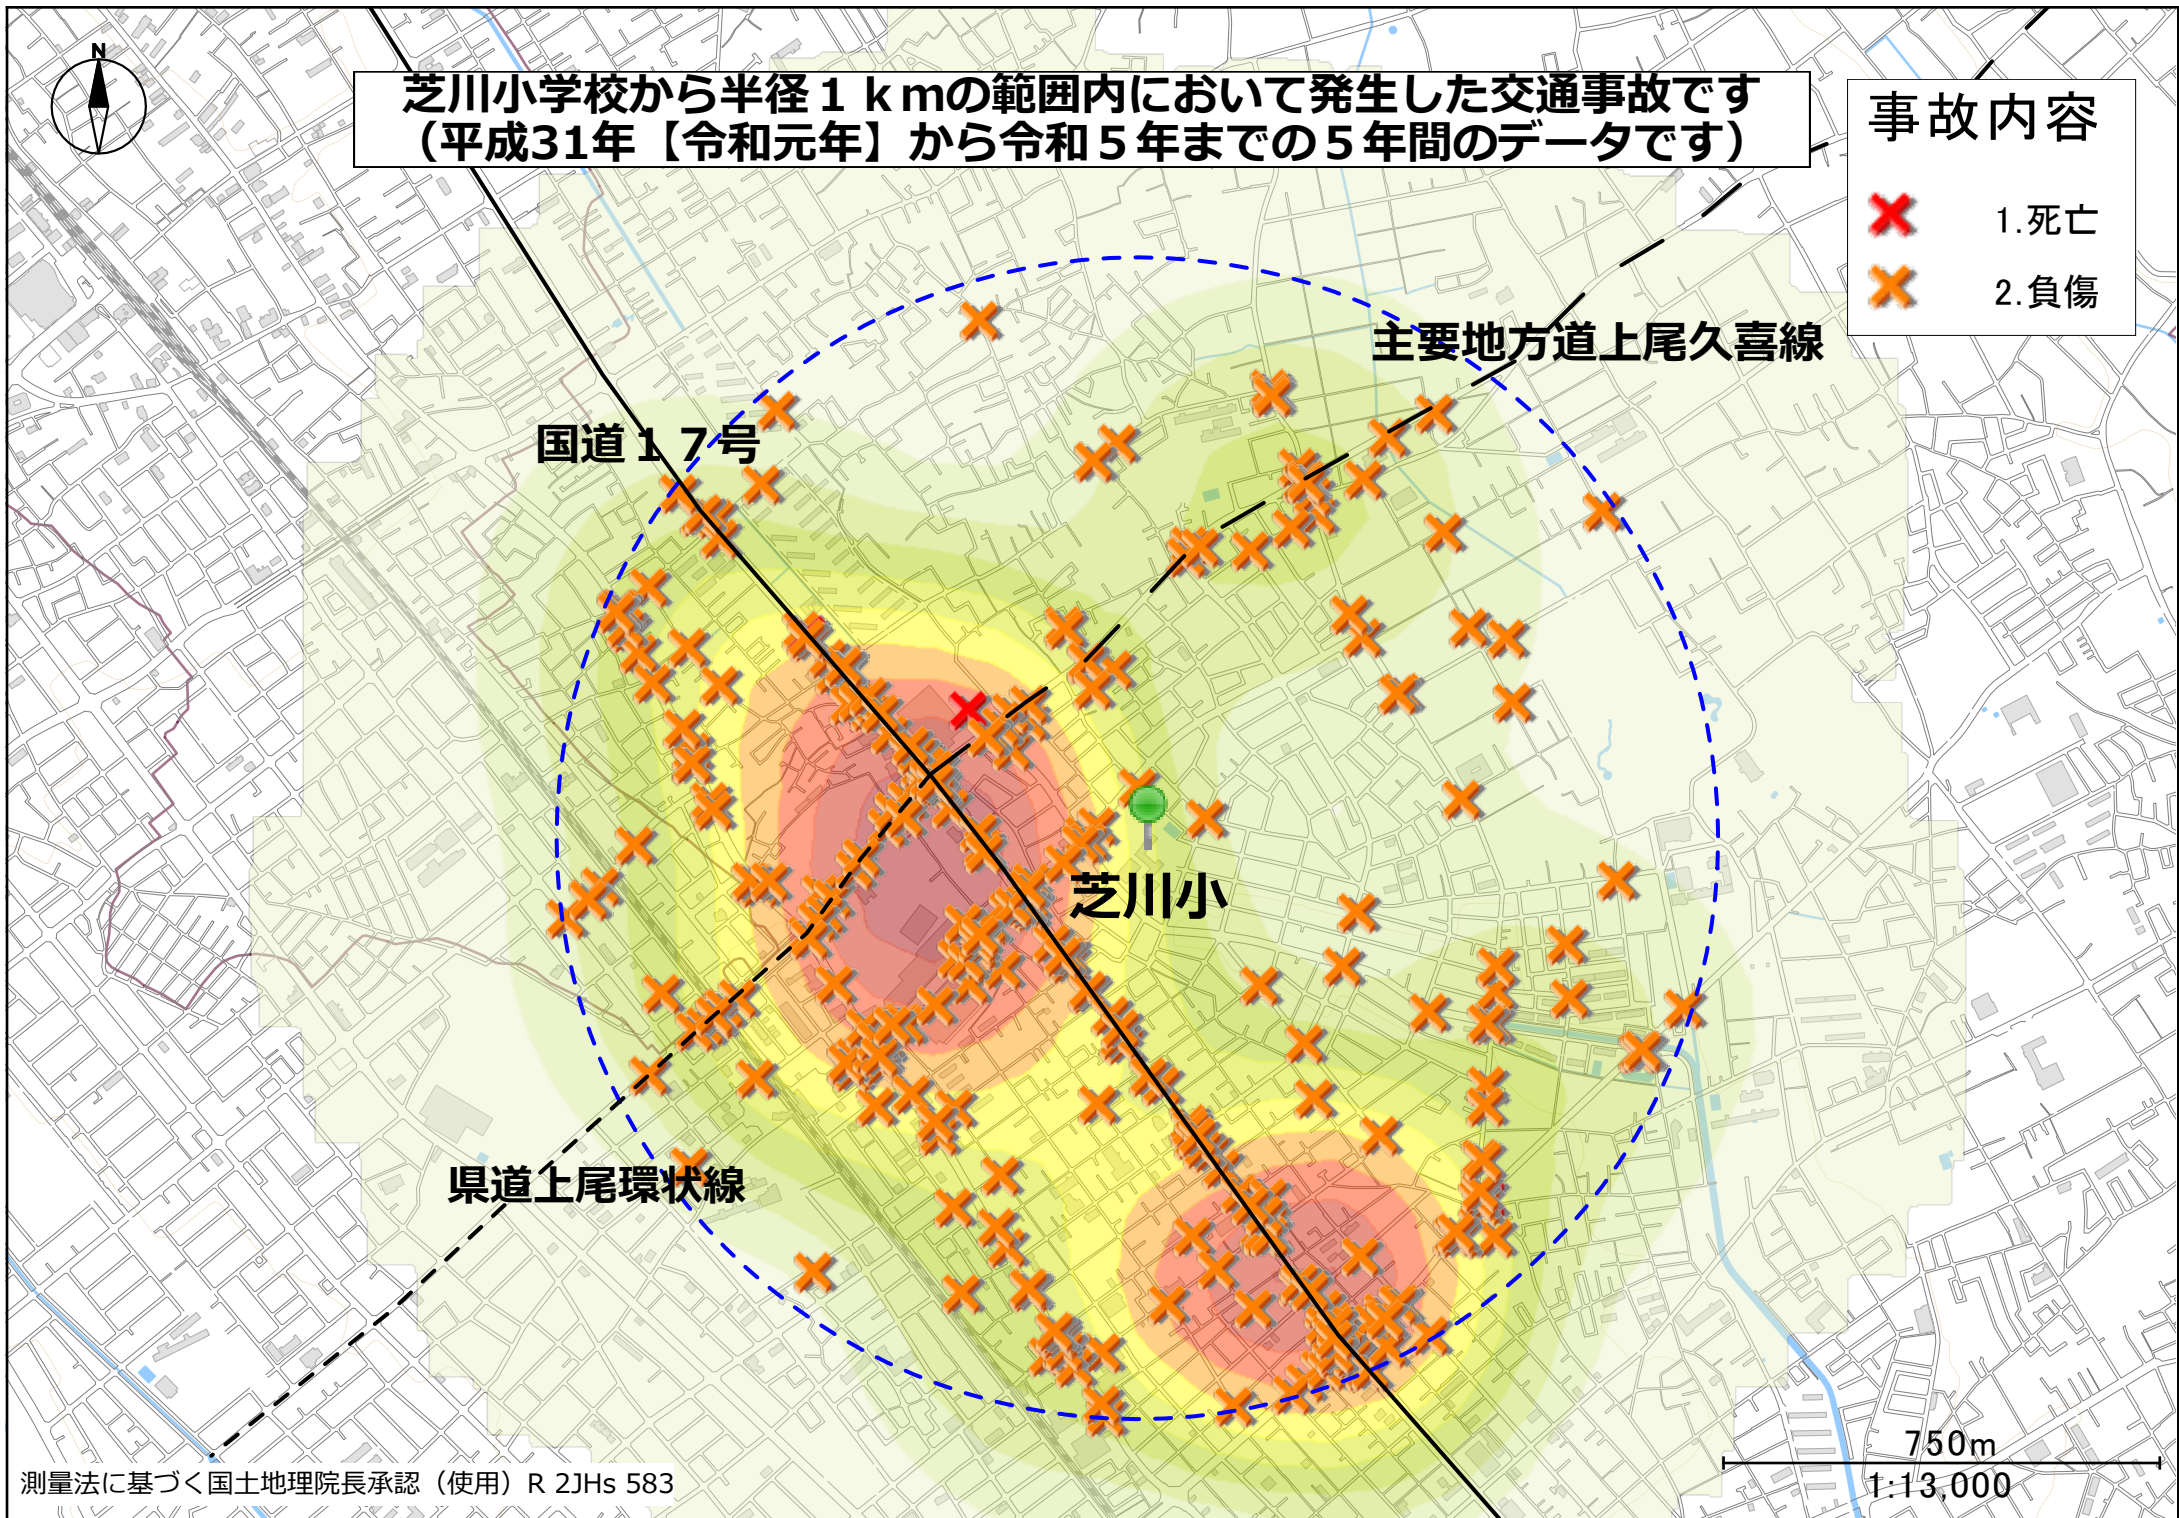 N
芝川小学校から半径１ｋｍの範囲内において発生した交通事故です
（平成31年【令和元年】から令和５年までの５年間のデータです）
事故内容
1.死亡
2.負傷
主要地方道上尾久喜線
国道１７号
芝川小
県道上尾環状線
750m
1:13,000
測量法に基づく国土地理院長承認（使用）R 2JHs 583